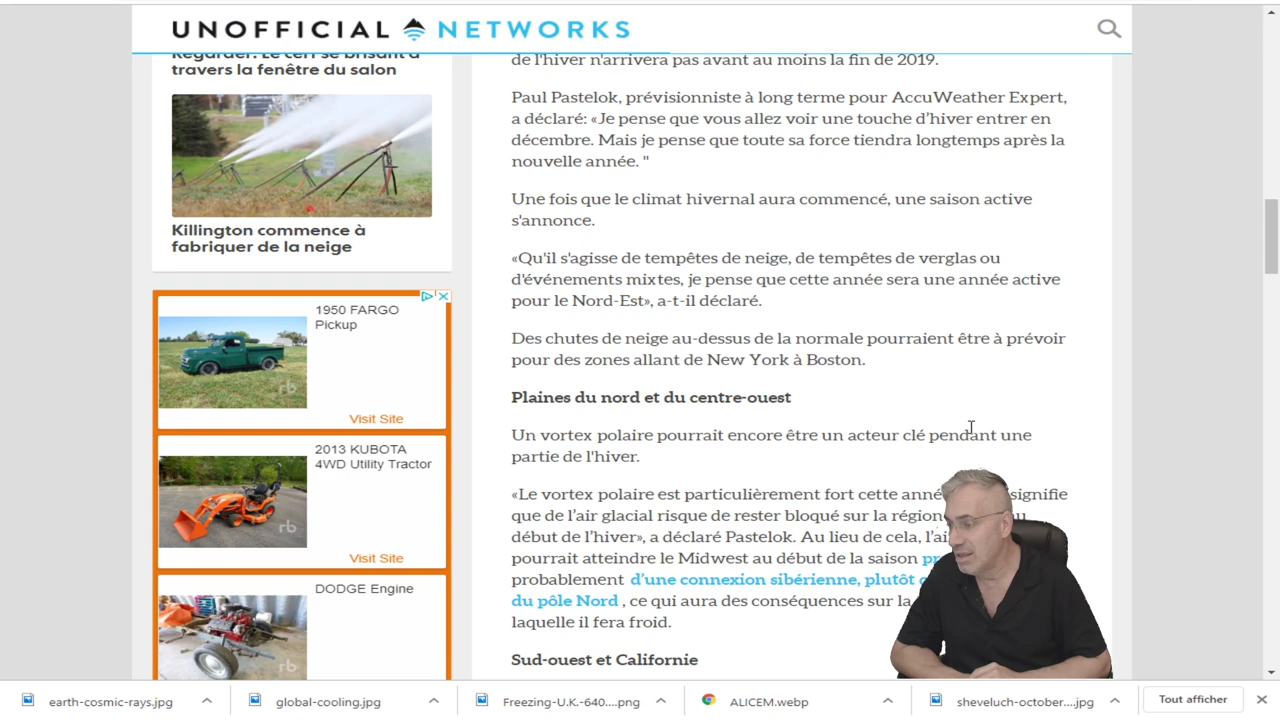 UNOFFICIAL NETWORKS
Regarder: Le cerf se brisant à
travers la fenêtre du salon
Killington commence à
fabriquer de la neige
1950 FARGO
Pickup
rb
Visit Site
2013 KUBOTA
4WD Utility Tractor
rb
Visit Site
DODGE Engine
rb
de l'hiver n'arrivera pas avant au moins la fin de 2019.
Paul Pastelok, prévisionniste à long terme pour AccuWeather Expert,
a déclaré: «Je pense que vous allez voir une touche d'hiver entrer en
décembre. Mais je pense que toute sa force tiendra longtemps après la
nouvelle année. "
Une fois que le climat hivernal aura commencé, une saison active
s'annonce.
«Qu'il s'agisse de tempêtes de neige, de tempêtes de verglas ou
d'événements mixtes, je pense que cette année sera une année active
pour le Nord-Est», a-t-il déclaré.
Des chutes de neige au-dessus de la normale pourraient être à prévoir
pour des zones allant de New York à Boston.
Plaines du nord et du centre-ouest
Un vortex polaire pourrait encore être un acteur clé pendant une
partie de l'hiver.
«Le vortex polaire est particulièrement fort cette signifie
que de l'air glacial risque de rester bloqué sur la
début de l'hiver», a déclaré Pastelok. Au lieu de cela,
pourrait atteindre le Midwest au début de la saison
probablement d'une connexion sibérienne, plutôt
du pôle Nord , ce qui aura des conséquences sur la
laquelle il fera froid.
Sud-ouest et Californie
earth-cosmic-rays.jpg
global-cooling.jpg
Freezing-U.K.-640....png
ALICEM.webp
sheveluch-october....jpg
Tout afficher